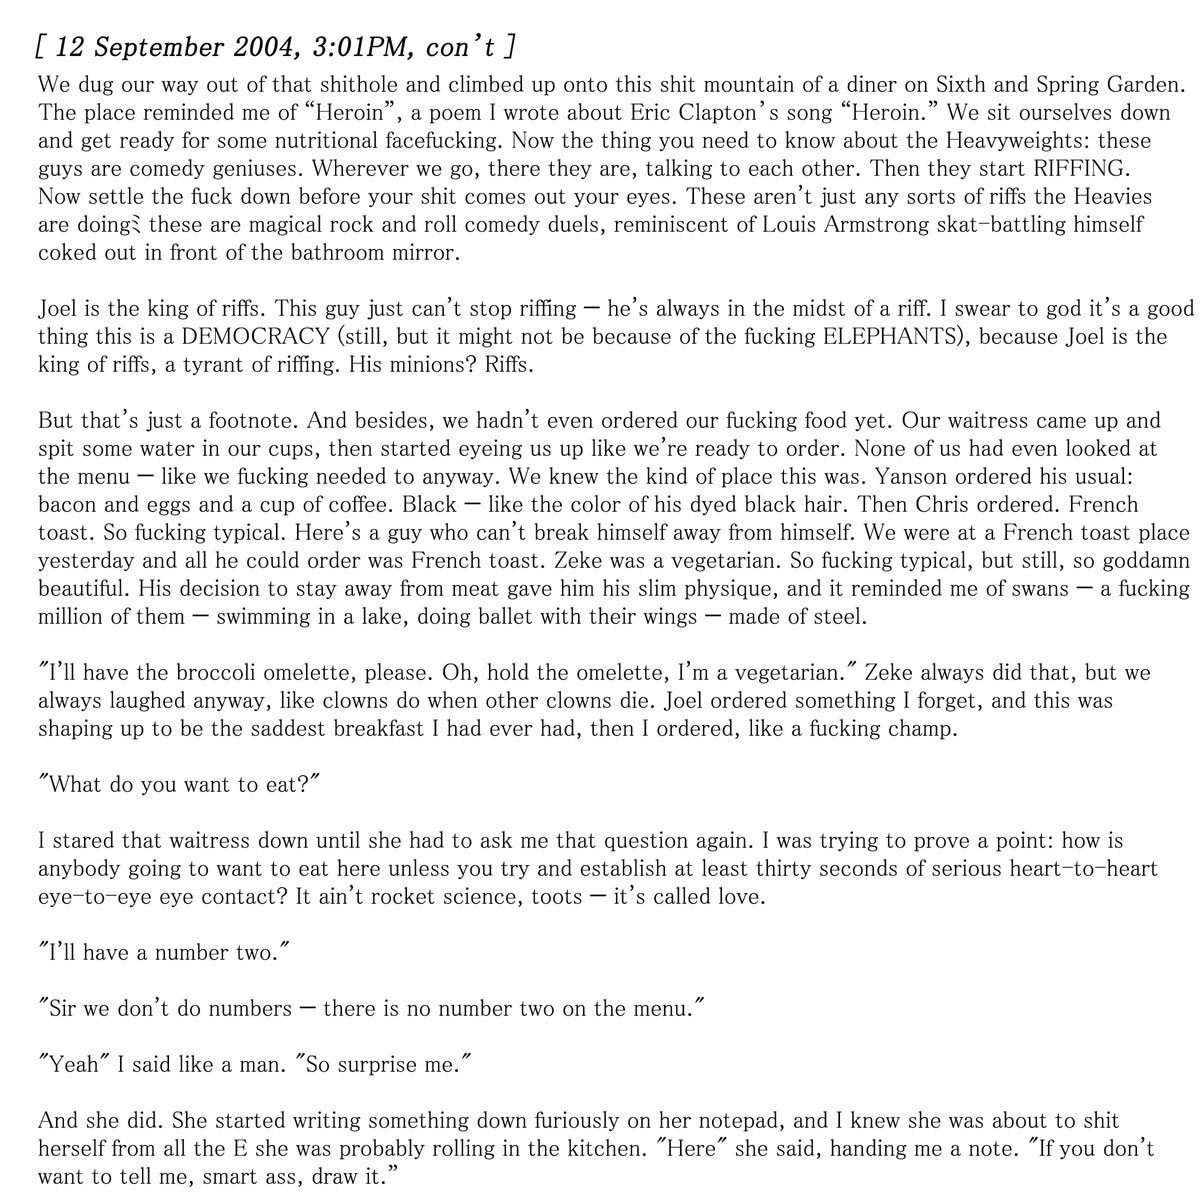 [ 12 September 2004, 3:01PM, con’t ]
We dug our way out of that shithole and climbed up onto this shit mountain of a diner on Sixth and Spring Garden.
The place reminded me of “Heroin”, a poem I wrote about Eric Clapton’s song “Heroin.” We sit ourselves down
and get ready for some nutritional facefucking. Now the thing you need to know about the Heavyweights: these
guys are comedy geniuses. Wherever we go, there they are, talking to each other. Then they start RIFFING.
Now settle the fuck down before your shit comes out your eyes. These aren’t just any sorts of riffs the Heavies
are doing⁏ these are magical rock and roll comedy duels, reminiscent of Louis Armstrong skat-battling himself
coked out in front of the bathroom mirror.
Joel is the king of riffs. This guy just can’t stop riffing — he’s always in the midst of a riff. I swear to god it’s a good
thing this is a DEMOCRACY (still, but it might not be because of the fucking ELEPHANTS), because Joel is the
king of riffs, a tyrant of riffing. His minions? Riffs.
But that’s just a footnote. And besides, we hadn’t even ordered our fucking food yet. Our waitress came up and
spit some water in our cups, then started eyeing us up like we’re ready to order. None of us had even looked at
the menu — like we fucking needed to anyway. We knew the kind of place this was. Yanson ordered his usual:
bacon and eggs and a cup of coffee. Black — like the color of his dyed black hair. Then Chris ordered. French
toast. So fucking typical. Here’s a guy who can’t break himself away from himself. We were at a French toast place
yesterday and all he could order was French toast. Zeke was a vegetarian. So fucking typical, but still, so goddamn
beautiful. His decision to stay away from meat gave him his slim physique, and it reminded me of swans — a fucking
million of them — swimming in a lake, doing ballet with their wings — made of steel.
"I’ll have the broccoli omelette, please. Oh, hold the omelette, I’m a vegetarian." Zeke always did that, but we
always laughed anyway, like clowns do when other clowns die. Joel ordered something I forget, and this was
shaping up to be the saddest breakfast I had ever had, then I ordered, like a fucking champ.
"What do you want to eat?"
I stared that waitress down until she had to ask me that question again. I was trying to prove a point: how is
anybody going to want to eat here unless you try and establish at least thirty seconds of serious heart-to-heart
eye-to-eye eye contact? It ain’t rocket science, toots — it’s called love.
"I’ll have a number two."
"Sir we don’t do numbers — there is no number two on the menu."
"Yeah" I said like a man. "So surprise me."
And she did. She started writing something down furiously on her notepad, and I knew she was about to shit
herself from all the E she was probably rolling in the kitchen. "Here" she said, handing me a note. "If you don’t
want to tell me, smart ass, draw it.”